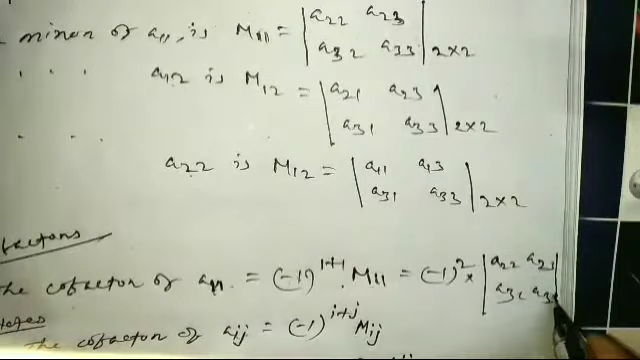 minor of a11, is M11 = | a22 a23
a32 a33 | 2×2
" " " a12 is M12 = | a21 a23
a31 a33 | 2×2
" " a22 is M12 = | a11 a13
a31 a33 | 2×2
factors
the cofactor of a11 = (-1)^1+1 . M11 = (-1)^2 × | a22 a23
a32 a33 |
the cofactor of aij = (-1)^i+j Mij